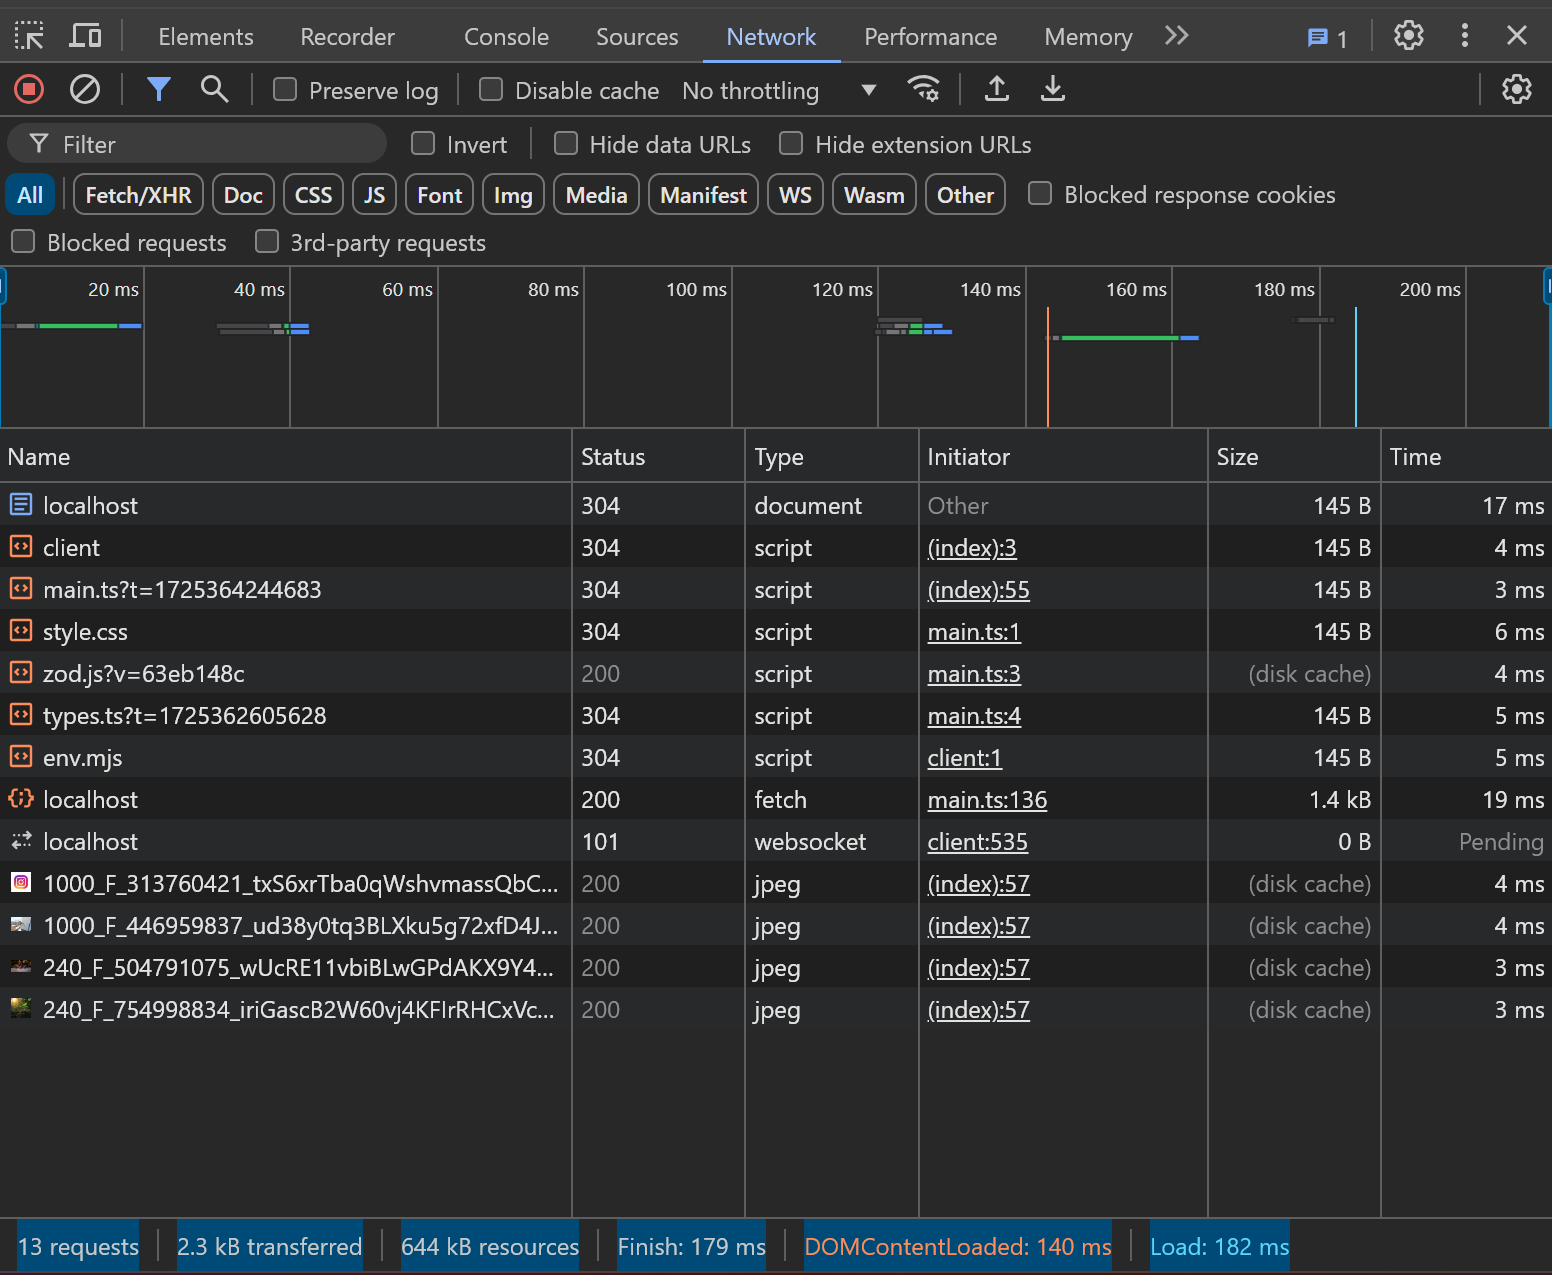 Elements Recorder Console Sources Network Performance Memory 1
Preserve log Disable cache No throttling
Filter Invert Hide data URLs Hide extension URLs
All Fetch/XHR Doc CSS JS Font Img Media Manifest WS Wasm Other Blocked response cookies
Blocked requests 3rd-party requests
20 ms 40 ms 60 ms 80 ms 100 ms 120 ms 140 ms 160 ms 180 ms 200 ms
Name Status Type Initiator Size Time
localhost 304 document Other 145 B 17 ms
client 304 script (index):3 145 B 4 ms
main.ts?t=1725364244683 304 script (index):55 145 B 3 ms
style.css 304 script main.ts:1 145 B 6 ms
zod.js?v=63eb148c 200 script main.ts:3 (disk cache) 4 ms
types.ts?t=1725362605628 304 script main.ts:4 145 B 5 ms
env.mjs 304 script client:1 145 B 5 ms
localhost 200 fetch main.ts:136 1.4 kB 19 ms
localhost 101 websocket client:535 0 B Pending
1000_F_313760421_txS6xrTba0qWshvmassQbC... 200 jpeg (index):57 (disk cache) 4 ms
1000_F_446959837_ud38y0tq3BLXku5g72xfD4J... 200 jpeg (index):57 (disk cache) 4 ms
240_F_504791075_wUcRE11vbiBLwGPdAKX9Y4... 200 jpeg (index):57 (disk cache) 3 ms
240_F_754998834_iriGascB2W60vj4KFIrRHCxVc... 200 jpeg (index):57 (disk cache) 3 ms
13 requests 2.3 kB transferred 644 kB resources Finish: 179 ms DOMContentLoaded: 140 ms Load: 182 ms